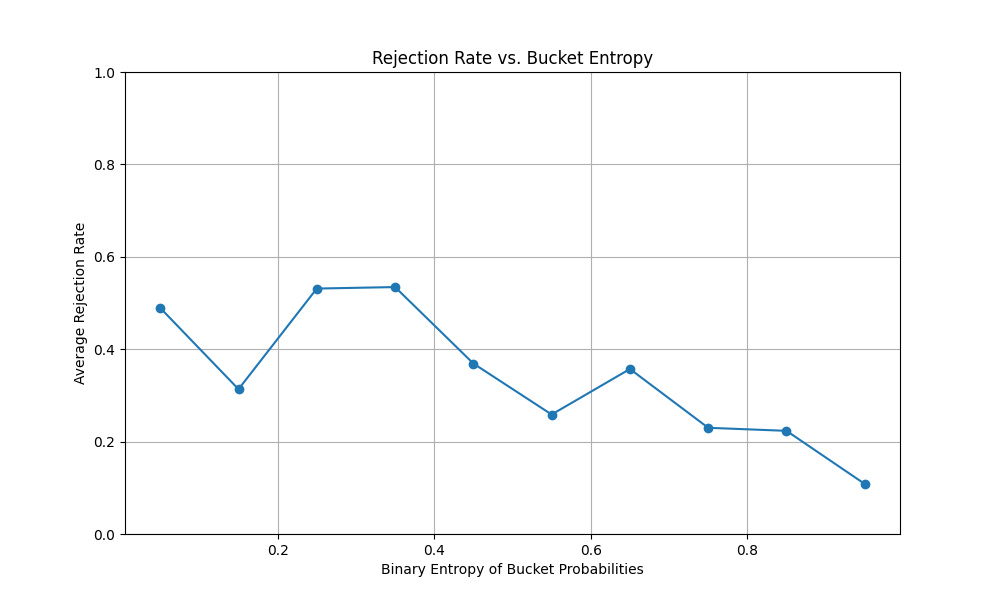 Rejection Rate vs. Bucket Entropy
1.0
0.8
0.6
0.4
0.2
0.0
Average Rejection Rate
0.2 0.4 0.6 0.8
Binary Entropy of Bucket Probabilities